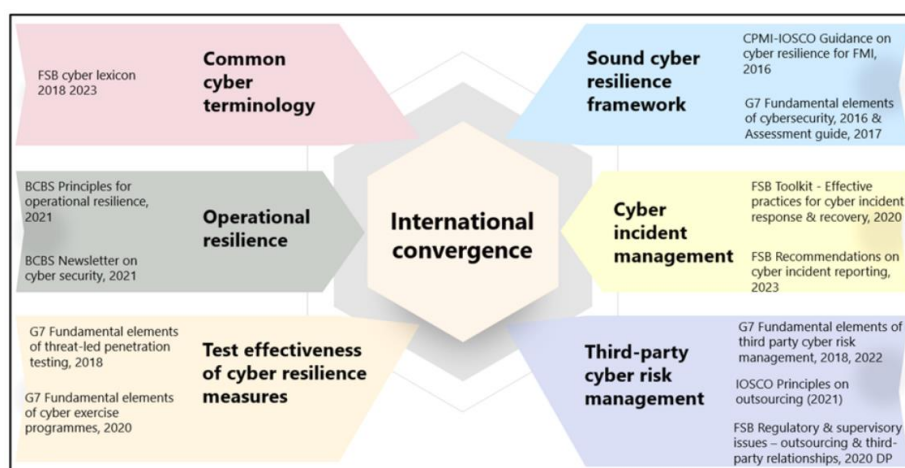 FSB cyber lexicon
2018 2023
Common
cyber
terminology
Sound cyber
resilience
framework
CPMI-IOSCO Guidance on
cyber resilience for FMI,
2016
G7 Fundamental elements
of cybersecurity, 2016 &
Assessment guide, 2017
BCBS Principles for
operational resilience,
2021
BCBS Newsletter on
cyber security, 2021
Operational
resilience
International
convergence
Cyber
incident
management
FSB Toolkit - Effective
practices for cyber incident
response & recovery, 2020
FSB Recommendations on
cyber incident reporting,
2023
G7 Fundamental elements
of threat-led penetration
testing, 2018
G7 Fundamental elements
of cyber exercise
programmes, 2020
Test effectiveness
of cyber resilience
measures
Third-party
cyber risk
management
G7 Fundamental elements of
third party cyber risk
management, 2018, 2022
IOSCO Principles on
outsourcing (2021)
FSB Regulatory & supervisory
issues – outsourcing & third-
party relationships, 2020 DP